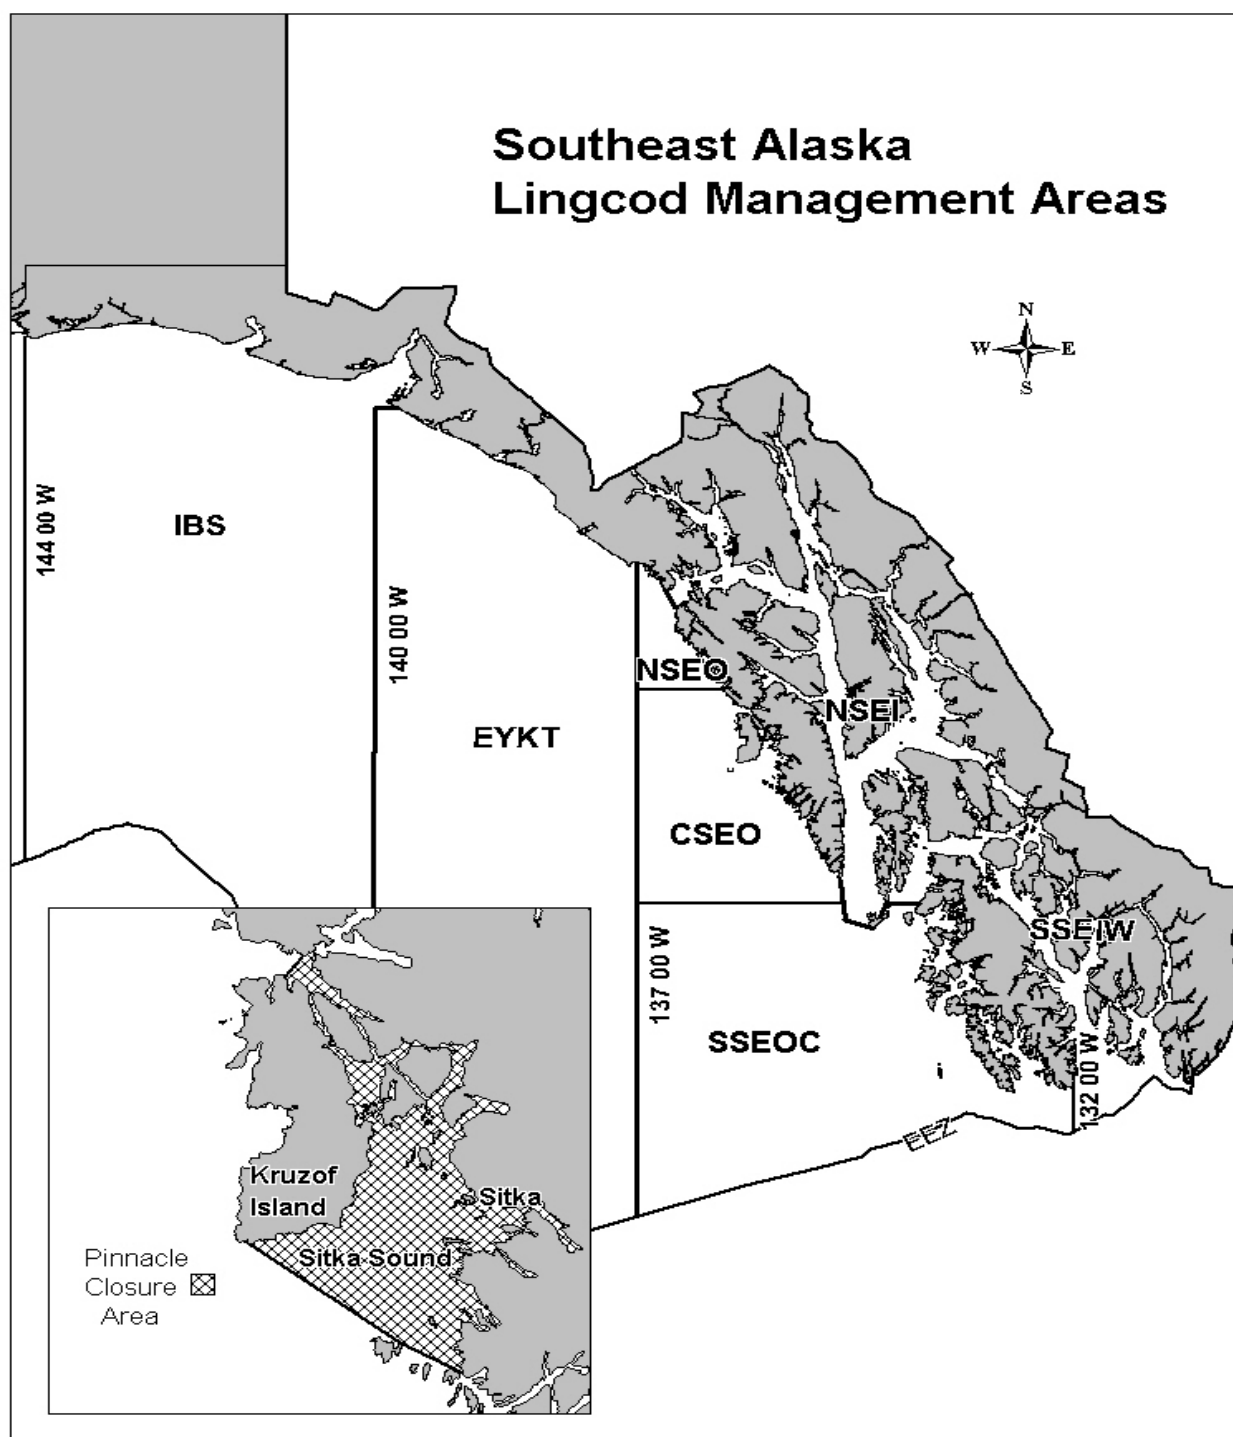 Southeast Alaska
Lingcod Management Areas
N
W E
S
144 00 W
IBS
140 00 W
EYKT
NSEO
NSEI
CSEO
137 00 W
SSEOC
SSEIW
132 00 W
EEZ
Kruzof
Island
Sitka
Sitka Sound
Pinnacle
Closure
Area